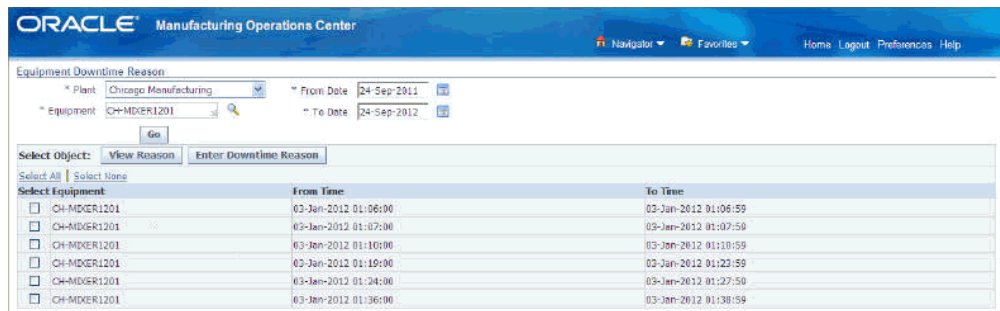 ORACLE Manufacturing Operations Center
Navigator Favorites Home Logout Preferences Help
Equipment Downtime Reason
* Plant Chicago Manufacturing * From Date 24-Sep-2011
* Equipment CH-MIXER1201 * To Date 24-Sep-2012
Go
Select Object: View Reason Enter Downtime Reason
Select All | Select None
Select Equipment From Time To Time
CH-MIXER1201 03-Jan-2012 01:06:00 03-Jan-2012 01:06:59
CH-MIXER1201 03-Jan-2012 01:07:00 03-Jan-2012 01:07:59
CH-MIXER1201 03-Jan-2012 01:10:00 03-Jan-2012 01:10:59
CH-MIXER1201 03-Jan-2012 01:19:00 03-Jan-2012 01:23:59
CH-MIXER1201 03-Jan-2012 01:24:00 03-Jan-2012 01:27:59
CH-MIXER1201 03-Jan-2012 01:36:00 03-Jan-2012 01:38:59